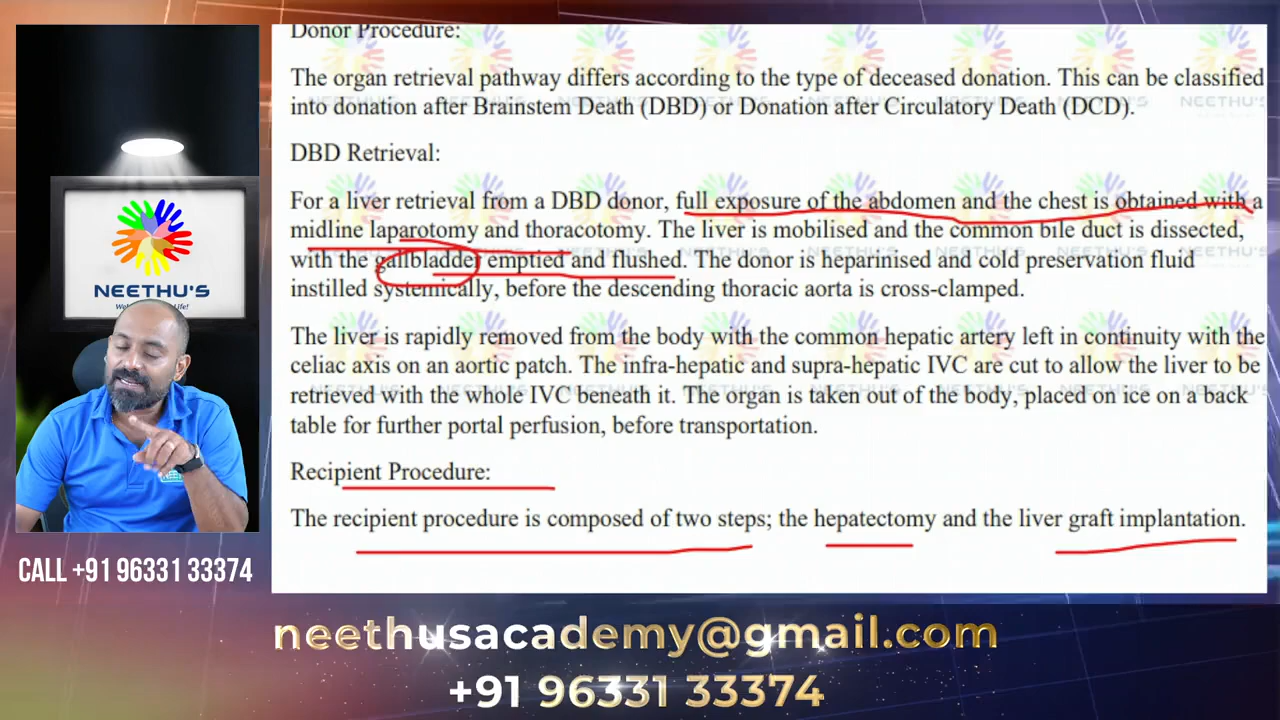 Donor Procedure:
The organ retrieval pathway differs according to the type of deceased donation. This can be classified
into donation after Brainstem Death (DBD) or Donation after Circulatory Death (DCD).
DBD Retrieval:
For a liver retrieval from a DBD donor, full exposure of the abdomen and the chest is obtained with a
midline laparotomy and thoracotomy. The liver is mobilised and the common bile duct is dissected,
with the gallbladder emptied and flushed. The donor is heparinised and cold preservation fluid
instilled systemically, before the descending thoracic aorta is cross-clamped.
The liver is rapidly removed from the body with the common hepatic artery left in continuity with the
celiac axis on an aortic patch. The infra-hepatic and supra-hepatic IVC are cut to allow the liver to be
retrieved with the whole IVC beneath it. The organ is taken out of the body, placed on ice on a back
table for further portal perfusion, before transportation.
Recipient Procedure:
The recipient procedure is composed of two steps; the hepatectomy and the liver graft implantation.
NEETHU'S
CALL +91 96331 33374
neethusacademy@gmail.com
+91 96331 33374